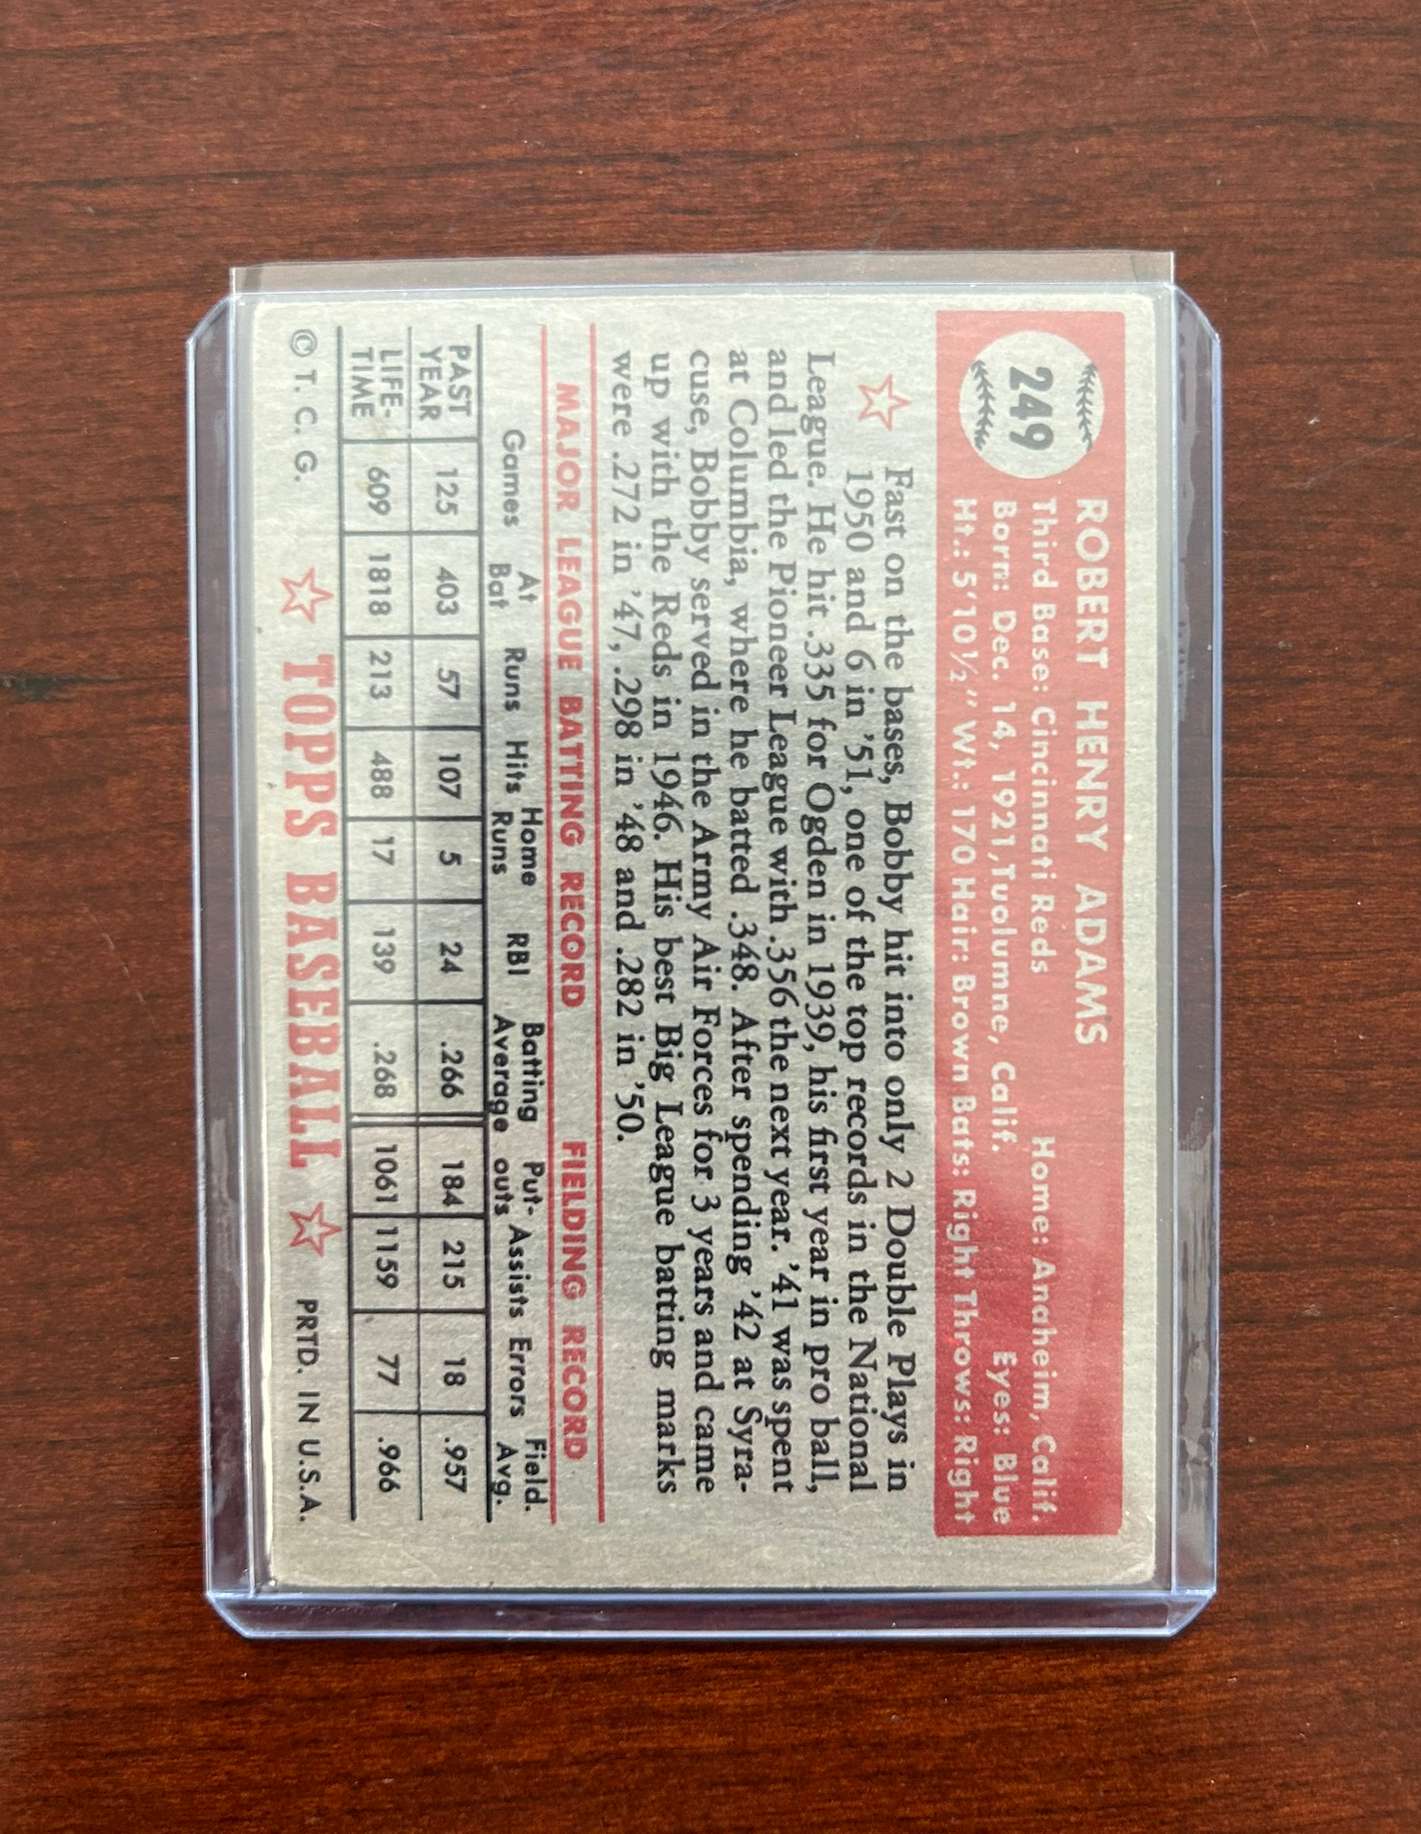 249
ROBERT HENRY ADAMS
Third Base: Cincinnati Reds Home: Anaheim, Calif.
Born: Dec. 14, 1921, Tuolumne, Calif. Eyes: Blue
Ht.: 5'10½" Wt.: 170 Hair: Brown Bats: Right Throws: Right
Fast on the bases, Bobby hit into only 2 Double Plays in
1950 and 6 in '51, one of the top records in the National
League. He hit .335 for Ogden in 1939, his first year in pro ball,
and led the Pioneer League with .356 the next year. '41 was spent
at Columbia, where he batted .348. After spending '42 at Syra-
cuse, Bobby served in the Army Air Forces for 3 years and came
up with the Reds in 1946. His best Big League batting marks
were .272 in '47, .298 in '48 and .282 in '50.
MAJOR LEAGUE BATTING RECORD FIELDING RECORD
Games At Bat Runs Hits Home Runs RBI Batting Average Put-outs Assists Errors Field. Avg.
PAST YEAR 125 403 57 107 5 24 .266 184 215 18 .957
LIFE-TIME 609 1818 213 488 17 139 .268 1061 1159 77 .966
© T. C. G. TOPPS BASEBALL PRTD. IN U.S.A.